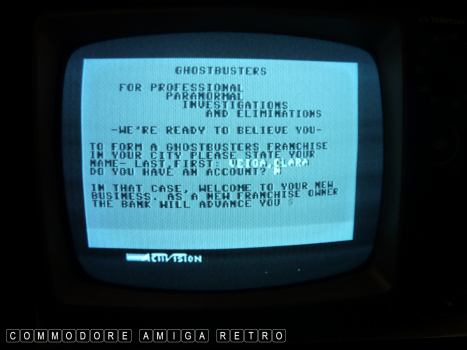 GHOSTBUSTERS
FOR PROFESSIONAL
PARANORMAL
INVESTIGATIONS
AND ELIMINATIONS
-WE'RE READY TO BELIEVE YOU-
TO FORM A GHOSTBUSTERS FRANCHISE
IN YOUR CITY PLEASE STATE YOUR
NAME- LAST,FIRST:
DO YOU HAVE AN ACCOUNT? N
IN THAT CASE, WELCOME TO YOUR NEW
BUSINESS. AS A NEW FRANCHISE OWNER
THE BANK WILL ADVANCE YOU
ACTIVISION
COMMODORE AMIGA RETRO